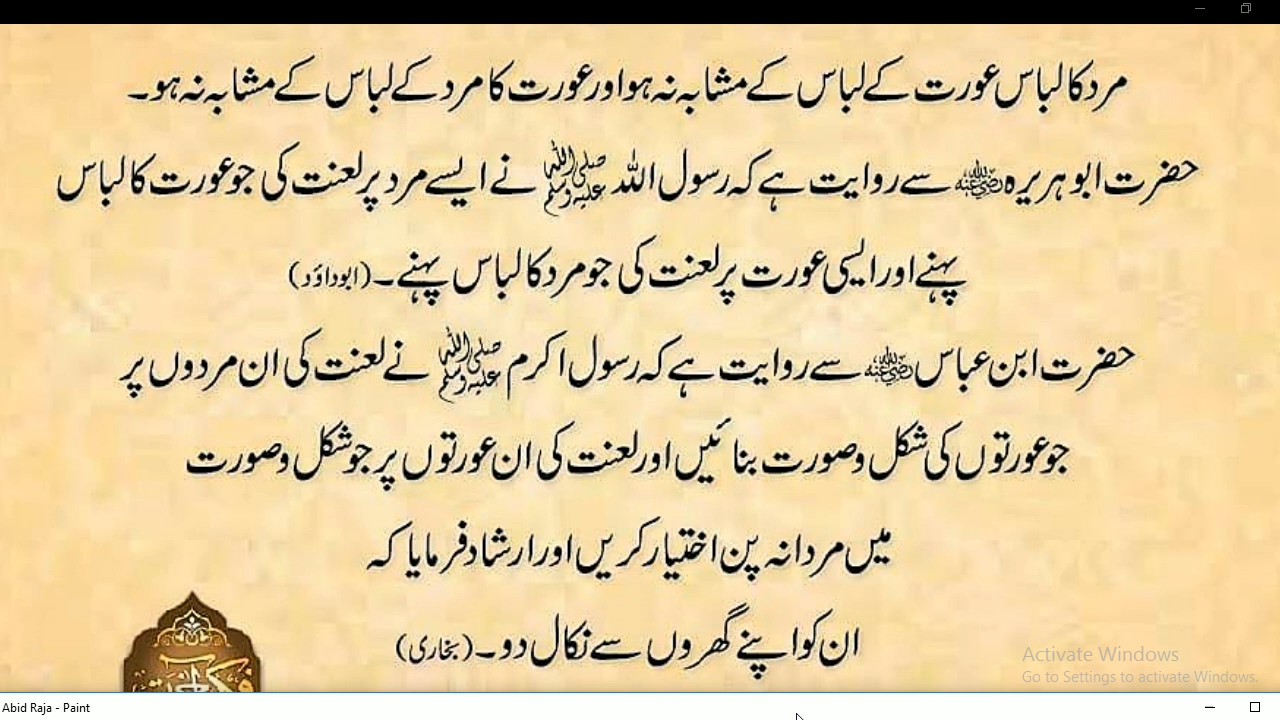 مرد کا لباس عورت کے لباس کے مشابہ نہ ہو اور عورت کا مرد کے لباس کے مشابہ نہ ہو۔
حضرت ابو ہریرہ رضی اللہ عنہ سے روایت ہے کہ رسول اللہ صلی اللہ علیہ وسلم نے ایسے مرد پر لعنت کی جو عورت کا لباس
پہنے اور ایسی عورت پر لعنت کی جو مرد کا لباس پہنے۔ (ابوداؤد)
حضرت ابن عباس رضی اللہ عنہ سے روایت ہے کہ رسول اکرم صلی اللہ علیہ وسلم نے لعنت کی ان مردوں پر
جو عورتوں کی شکل و صورت بنائیں اور لعنت کی ان عورتوں پر جو شکل و صورت
میں مردانہ پن اختیار کریں اور ارشاد فرمایا کہ
ان کو اپنے گھروں سے نکال دو۔ (بخاری)
Activate Windows
Go to Settings to activate Windows.
Abid Raja - Paint